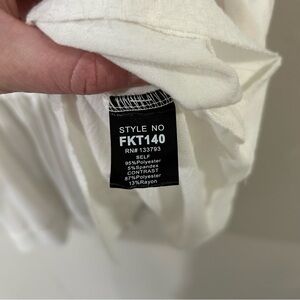 STYLE NO
FKT140
RN# 133793
SELF
95%Polyester
5%Spandex
CONTRAST
87%Polyester
13%Rayon